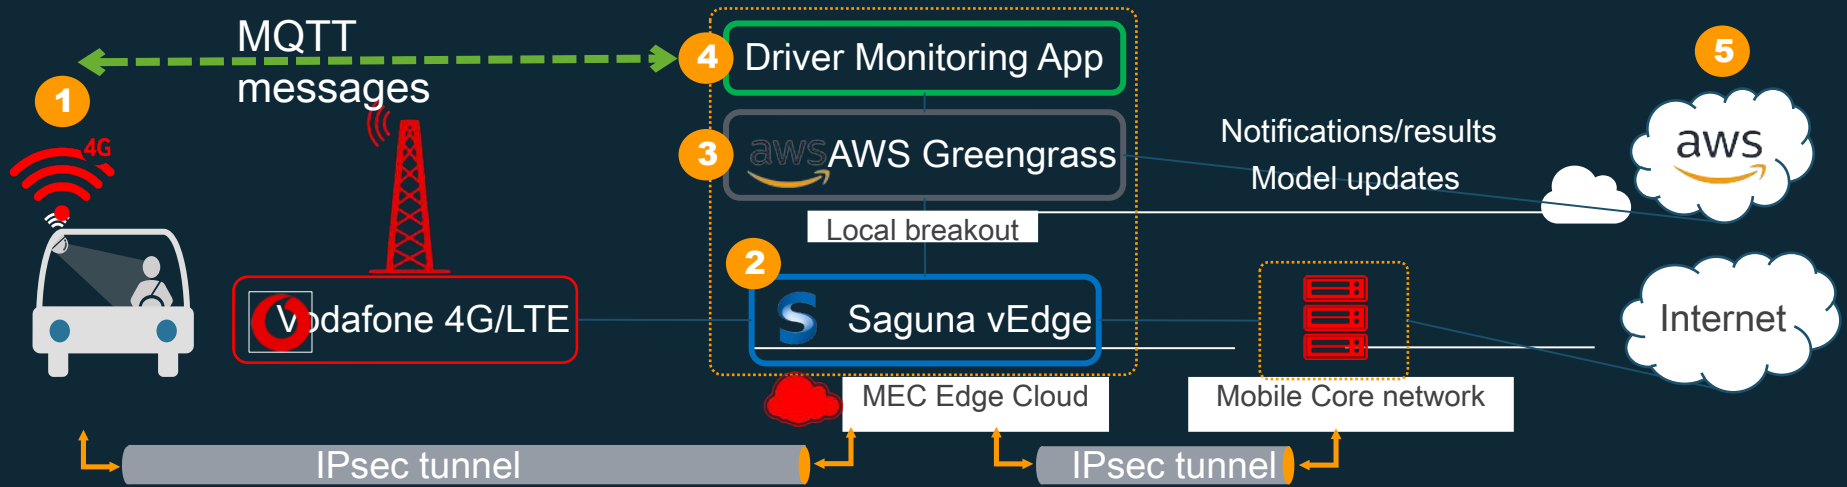 MQTT
messages
1
4G
Vodafone 4G/LTE
4
Driver Monitoring App
3
aws
AWS Greengrass
Local breakout
2
S
Saguna vEdge
MEC Edge Cloud
Notifications/results
Model updates
Mobile Core network
5
aws
Internet
IPsec tunnel
IPsec tunnel